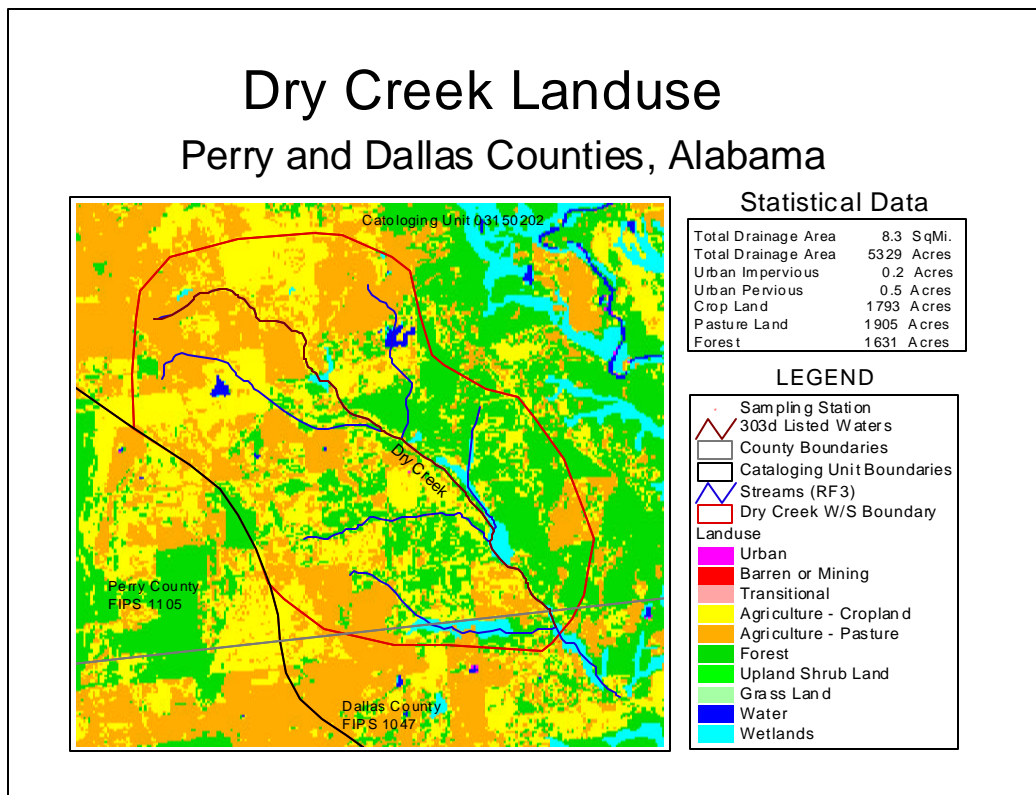 Dry Creek Landuse
Perry and Dallas Counties, Alabama
Catologing Unit 03150202
Dry Creek
Perry County
FIPS 1105
Dallas County
FIPS 1047
Statistical Data
Total Drainage Area 8.3 SqMi.
Total Drainage Area 5329 Acres
Urban Impervious 0.2 Acres
Urban Pervious 0.5 Acres
Crop Land 1793 Acres
Pasture Land 1905 Acres
Forest 1631 Acres
LEGEND
Sampling Station
303d Listed Waters
County Boundaries
Cataloging Unit Boundaries
Streams (RF3)
Dry Creek W/S Boundary
Landuse
Urban
Barren or Mining
Transitional
Agriculture - Cropland
Agriculture - Pasture
Forest
Upland Shrub Land
Grass Land
Water
Wetlands